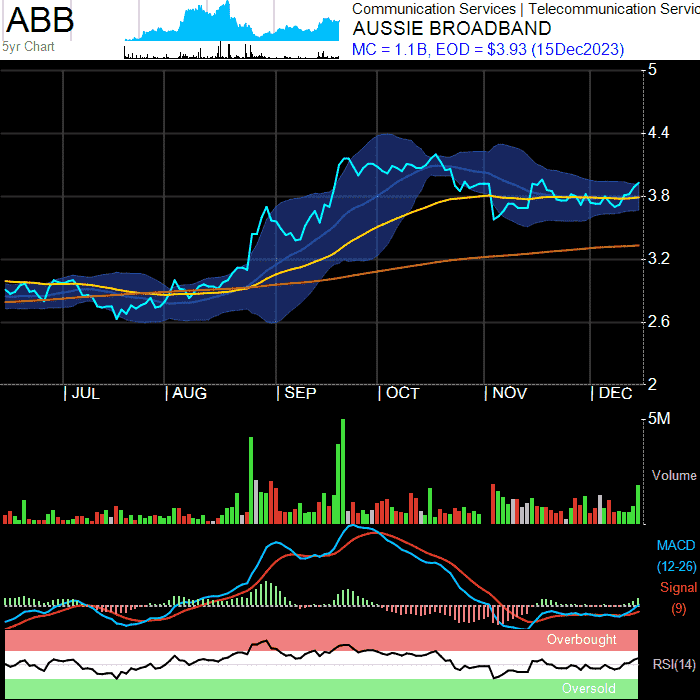 ABB
5yr Chart
Communication Services | Telecommunication Servic
AUSSIE BROADBAND
MC = 1.1B, EOD = $3.93 (15Dec2023)
5
4.4
3.8
3.2
2.6
2
| JUL | AUG | SEP | OCT | NOV | DEC
5M
Volume
MACD
(12-26)
Signal
(9)
Overbought
RSI(14)
Oversold